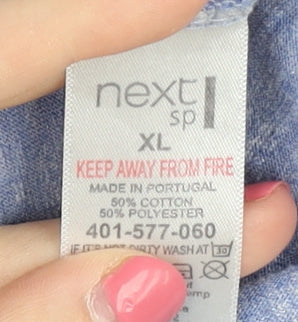 next
sp
XL
KEEP AWAY FROM FIRE
MADE IN PORTUGAL
50% COTTON
50% POLYESTER
401-577-060
IF IT'S NOT DIRTY WASH AT 30